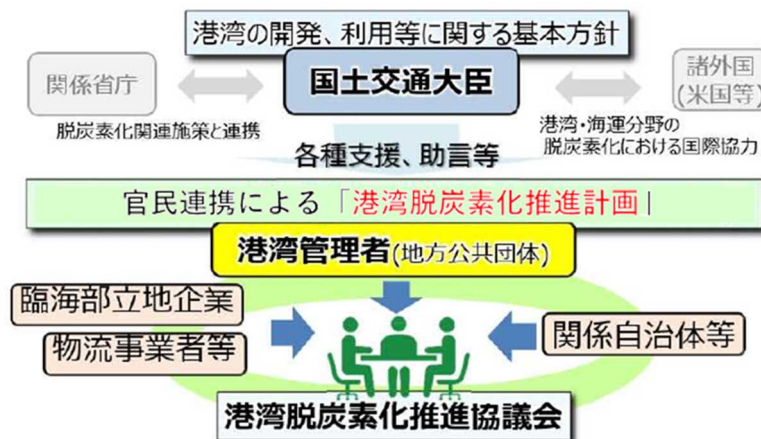 港湾の開発、利用等に関する基本方針
関係省庁
国土交通大臣
諸外国
(米国等)
脱炭素化関連施策と連携
港湾・海運分野の
脱炭素化における国際協力
各種支援、助言等
官民連携による「港湾脱炭素化推進計画」
港湾管理者(地方公共団体)
臨海部立地企業
物流事業者等
関係自治体等
港湾脱炭素化推進協議会